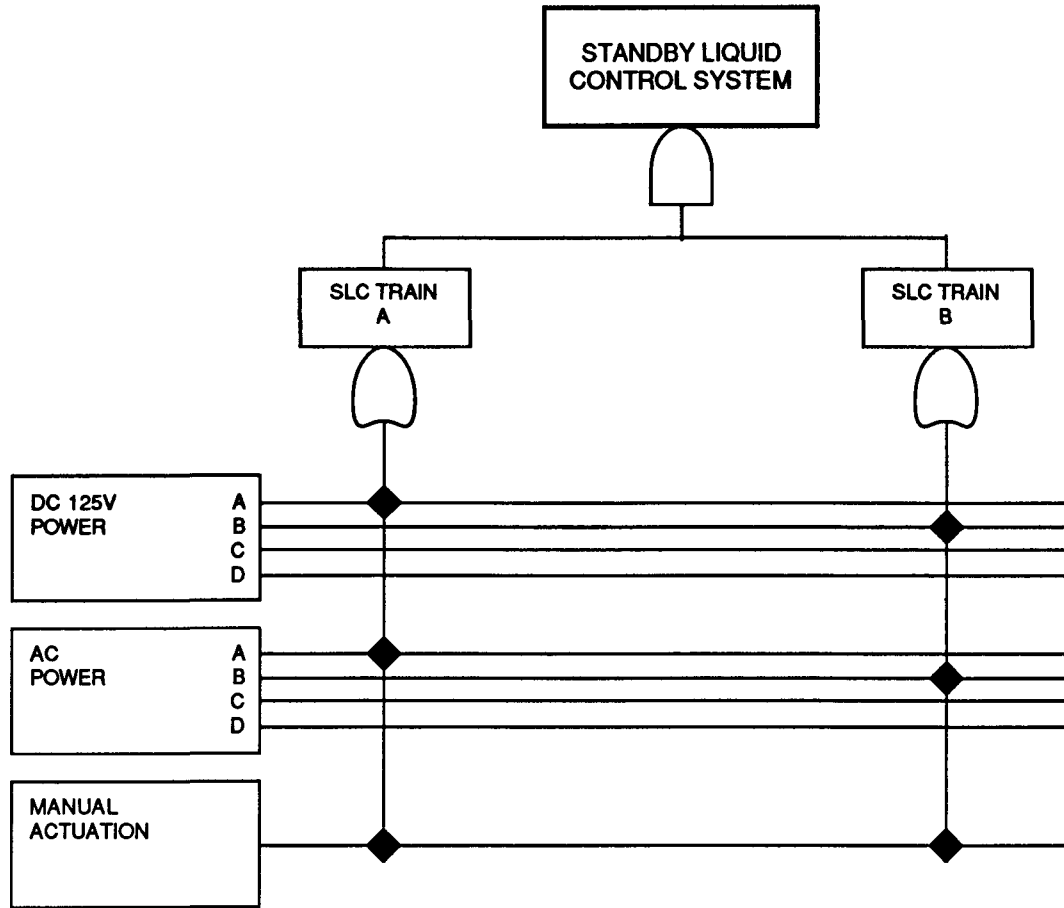 STANDBY LIQUID
CONTROL SYSTEM
SLC TRAIN
A
SLC TRAIN
B
DC 125V
POWER
A
B
C
D
AC
POWER
A
B
C
D
MANUAL
ACTUATION